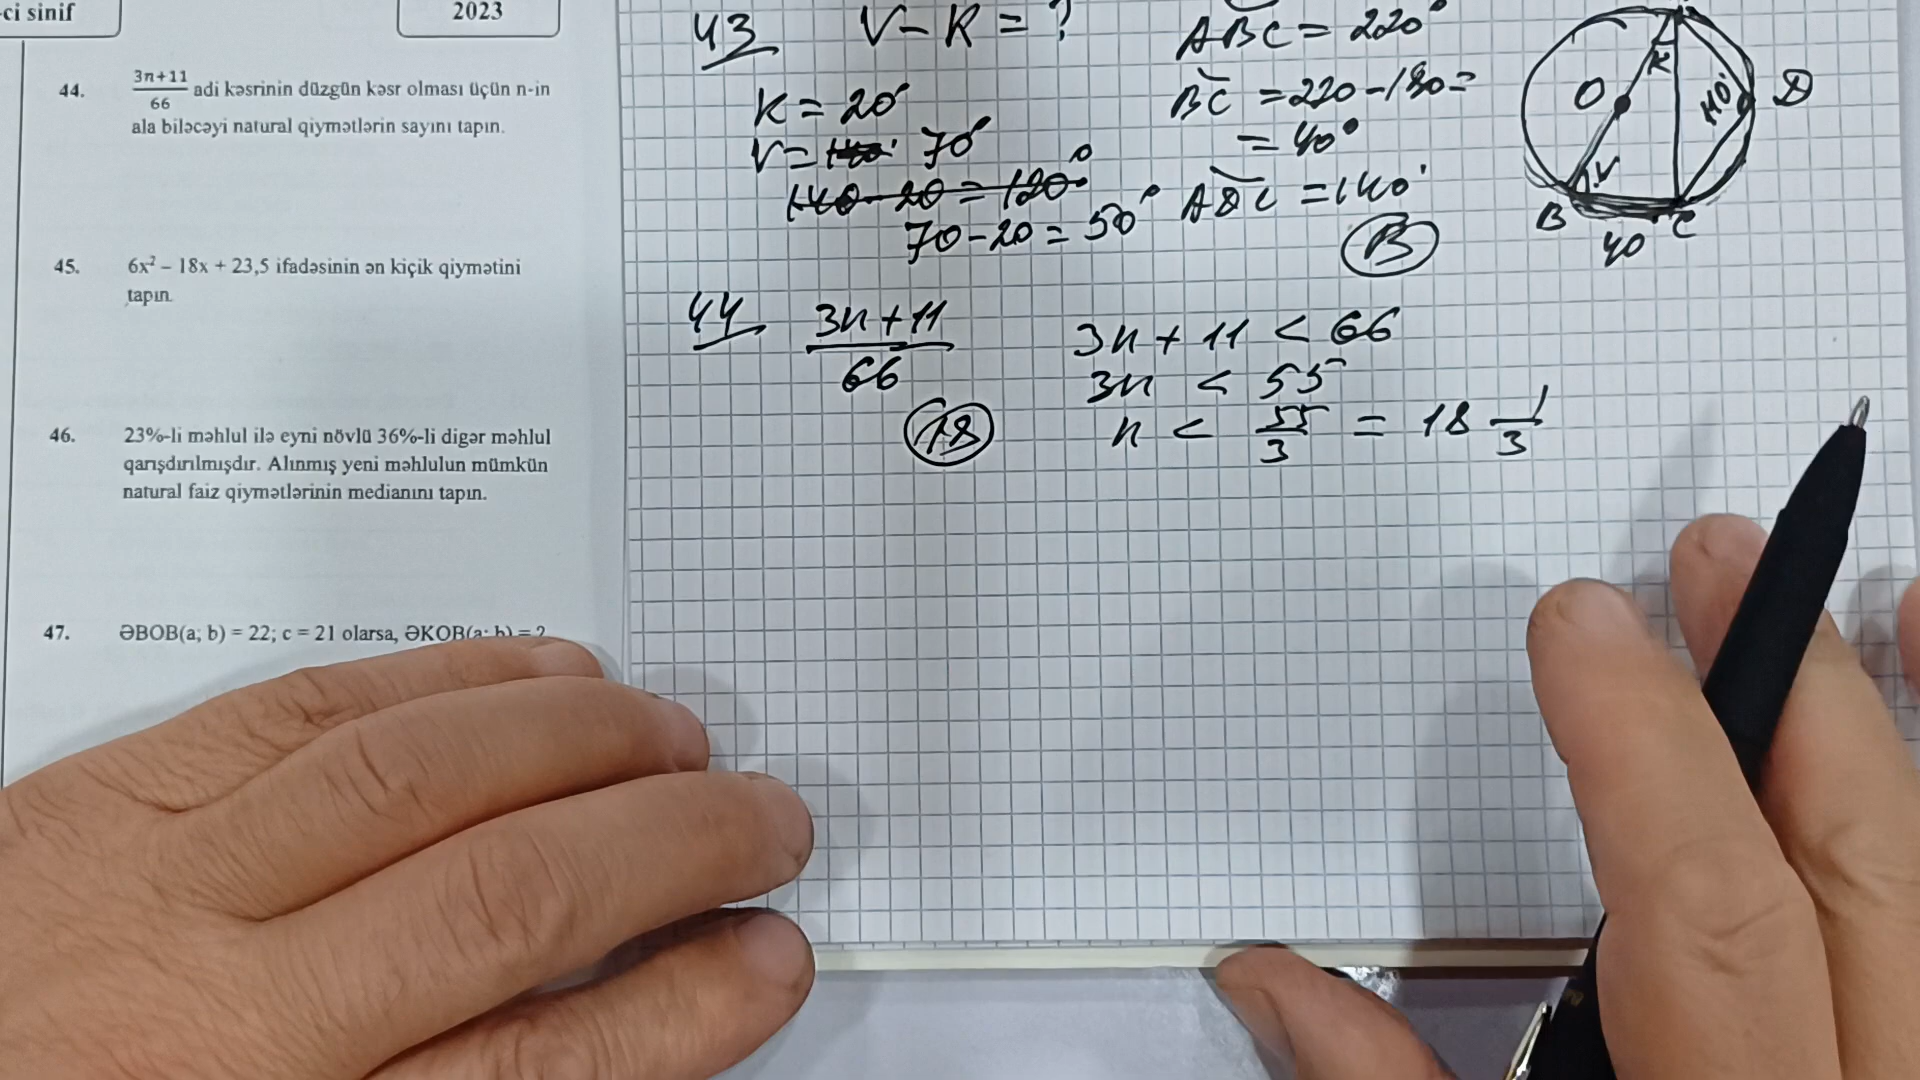 -ci sinif
2023
44. 3n+11/66 adi kəsrinin düzgün kəsr olması üçün n-in
ala biləcəyi natural qiymətlərin sayını tapın.
45. 6x² – 18x + 23,5 ifadəsinin ən kiçik qiymətini
tapın.
46. 23%-li məhlul ilə eyni növlü 36%-li digər məhlul
qarışdırılmışdır. Alınmış yeni məhlulun mümkün
natural faiz qiymətlərinin medianını tapın.
47. ƏBOB(a; b) = 22; c = 21 olarsa, ƏKOB(a; b) = ?
43 V – K = ?
K = 20°
V = 140° 70°
140 – 20 = 120°
70 – 20 = 50°
ABC = 220°
BC = 220 – 180 =
= 40°
ADC = 140°
B
K
O
D
110°
V
B
C
40
44 3n + 11/66
18
3n + 11 < 66
3n < 55
n < 55/3 = 18 1/3